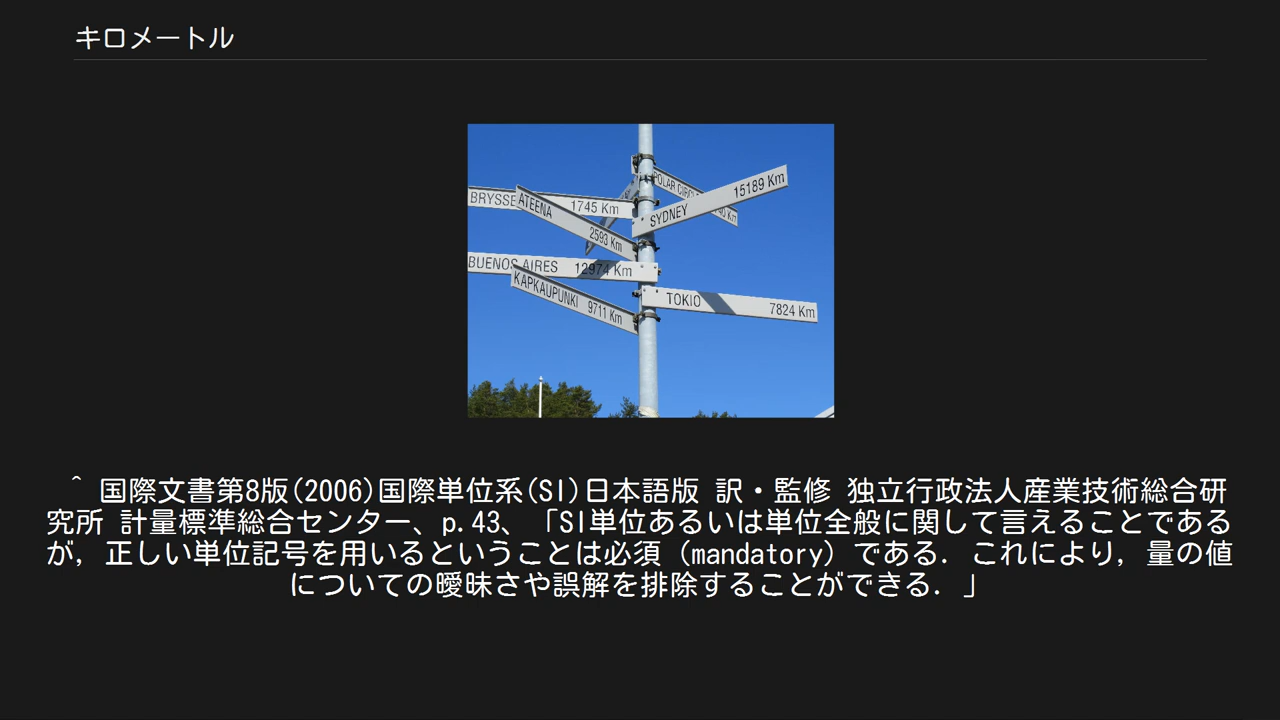 キロメートル
POLAR CIRCL
15189 Km
SYDNEY
BRYSSE
1745 Km
ATEENA
2593 Km
BUENOS AIRES 12974 Km
KAPKAUPUNKI 9711 Km
TOKIO
7824 Km
^ 国際文書第8版(2006)国際単位系(SI)日本語版 訳・監修 独立行政法人産業技術総合研
究所 計量標準総合センター、p.43、「SI単位あるいは単位全般に関して言えることである
が，正しい単位記号を用いるということは必須（mandatory）である．これにより，量の値
についての曖昧さや誤解を排除することができる．」